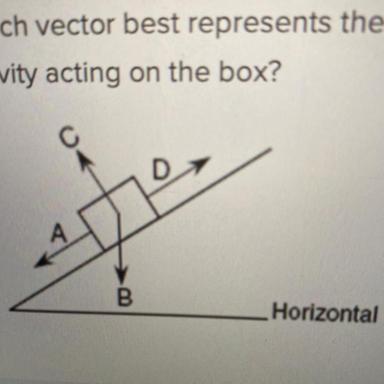 ch vector best represents the
vity acting on the box?
C
D
A
B
Horizontal